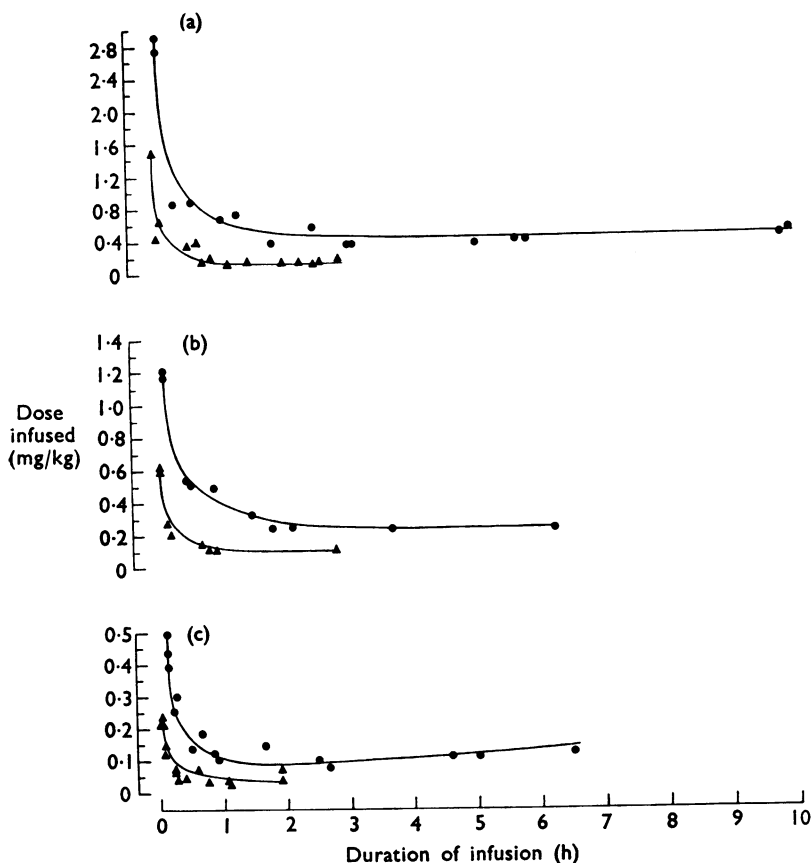 (a)
2·8
2·4
2·0
1·6
1·2
0·8
0·4
0
(b)
1·4
1·2
1·0
0·8
0·6
0·4
0·2
0
Dose
infused
(mg/kg)
(c)
0·5
0·4
0·3
0·2
0·1
0
0 1 2 3 4 5 6 7 8 9 10
Duration of infusion (h)